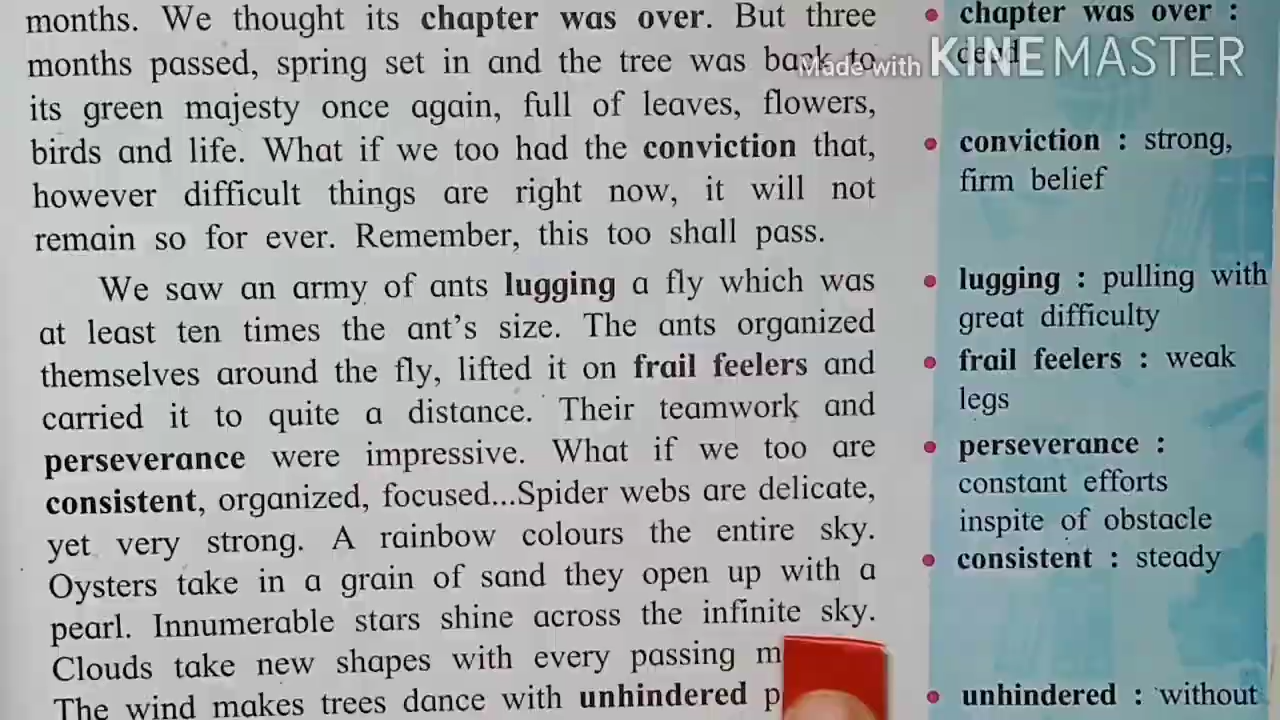 months. We thought its chapter was over. But three
months passed, spring set in and the tree was back to
its green majesty once again, full of leaves, flowers,
birds and life. What if we too had the conviction that,
however difficult things are right now, it will not
remain so for ever. Remember, this too shall pass.
We saw an army of ants lugging a fly which was
at least ten times the ant's size. The ants organized
themselves around the fly, lifted it on frail feelers and
carried it to quite a distance. Their teamwork and
perseverance were impressive. What if we too are
consistent, organized, focused...Spider webs are delicate,
yet very strong. A rainbow colours the entire sky.
Oysters take in a grain of sand they open up with a
pearl. Innumerable stars shine across the infinite sky.
Clouds take new shapes with every passing
The wind makes trees dance with unhindered
chapter was over :
dead
conviction : strong,
firm belief
lugging : pulling with
great difficulty
frail feelers : weak
legs
perseverance :
constant efforts
inspite of obstacle
consistent : steady
unhindered : without
Made with KINEMASTER